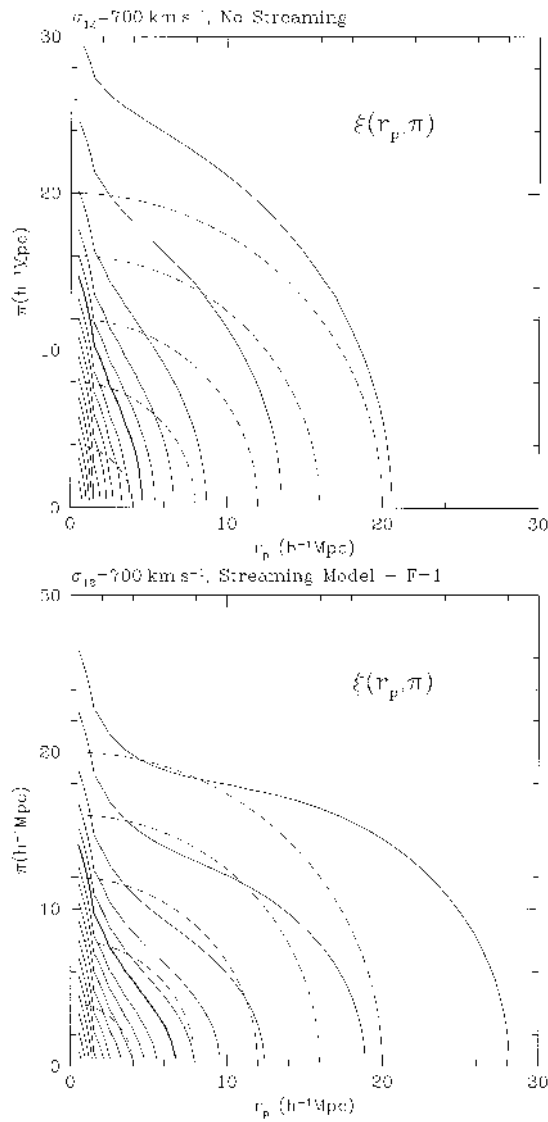 σ₁₂=700 km s⁻¹, No Streaming
30
ξ(rₚ,π)
20
π(h⁻¹Mpc)
10
0
0 10 20 30
rₚ (h⁻¹Mpc)
σ₁₂=700 km s⁻¹, Streaming Model – F=1
30
ξ(rₚ,π)
20
π(h⁻¹Mpc)
10
0
0 10 20 30
rₚ (h⁻¹Mpc)